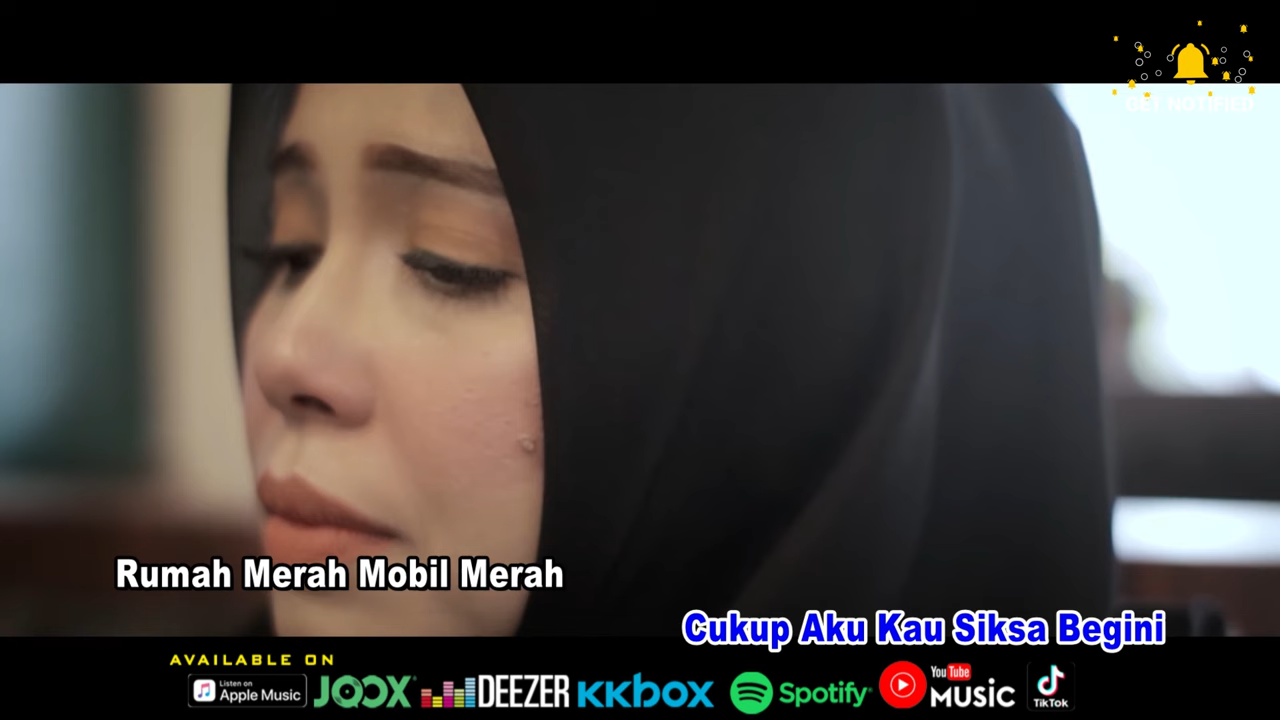 GET NOTIFIED
Rumah Merah Mobil Merah
Cukup Aku Kau Siksa Begini
AVAILABLE ON
Listen on
Apple Music
JOOX
DEEZER
KKBOX
Spotify
YouTube
MUSIC
TikTok